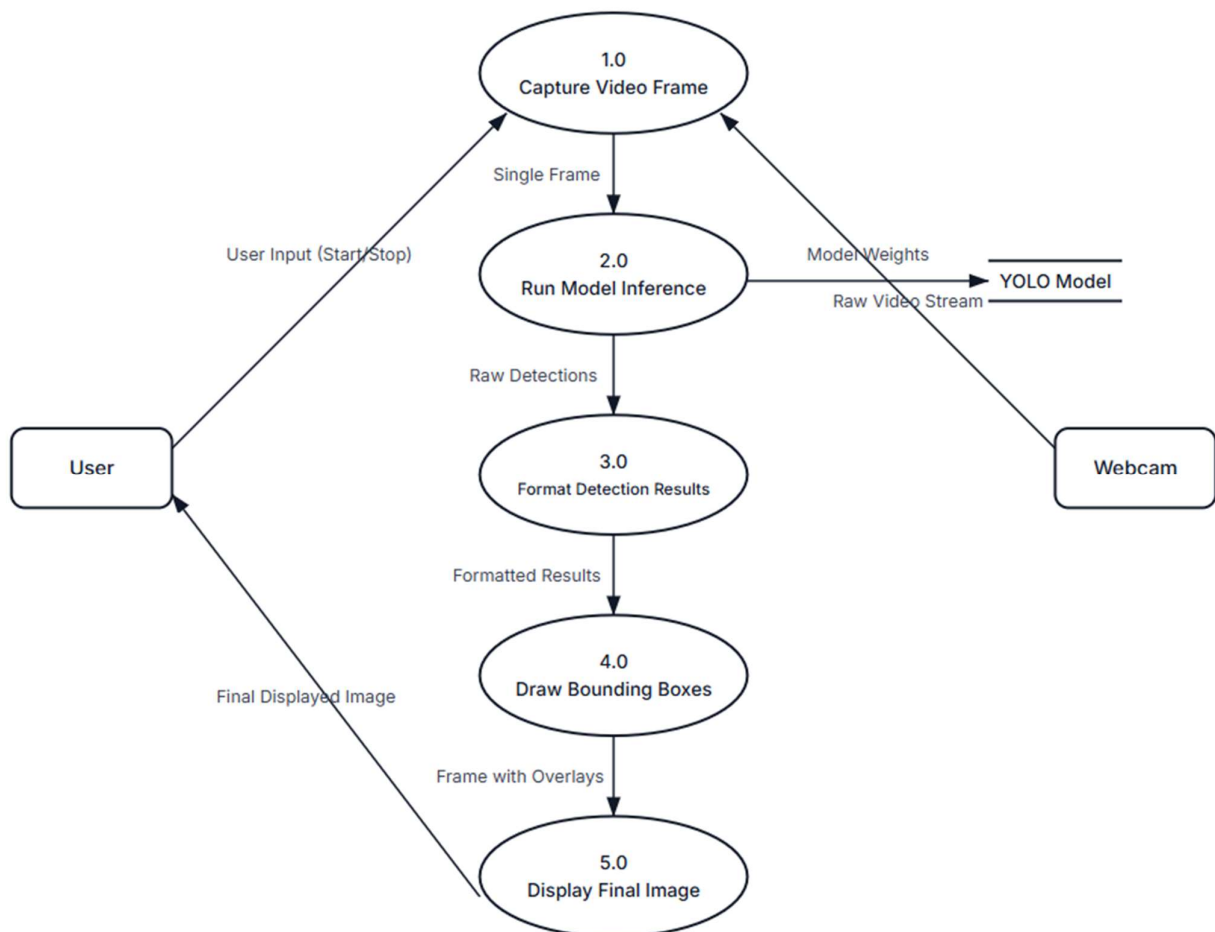 1.0
Capture Video Frame
Single Frame
User Input (Start/Stop)
Model Weights
2.0
Run Model Inference
YOLO Model
Raw Video Stream
Raw Detections
User
3.0
Format Detection Results
Webcam
Formatted Results
4.0
Draw Bounding Boxes
Final Displayed Image
Frame with Overlays
5.0
Display Final Image